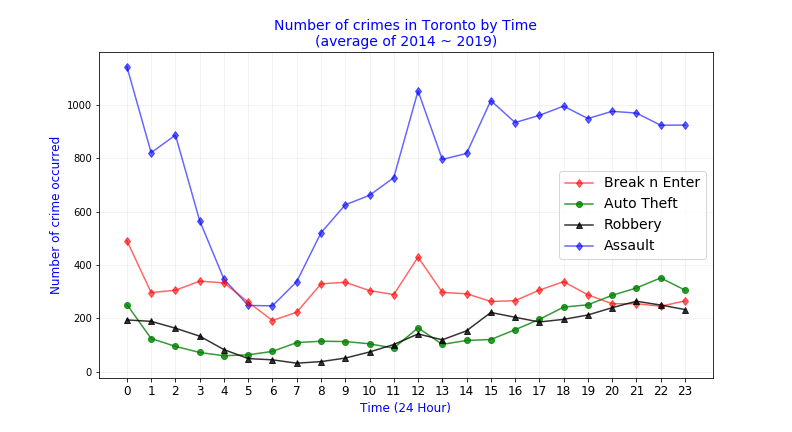 Number of crimes in Toronto by Time
(average of 2014 ~ 2019)
Number of crime occurred
1000
800
600
400
200
0
Break n Enter
Auto Theft
Robbery
Assault
0 1 2 3 4 5 6 7 8 9 10 11 12 13 14 15 16 17 18 19 20 21 22 23
Time (24 Hour)